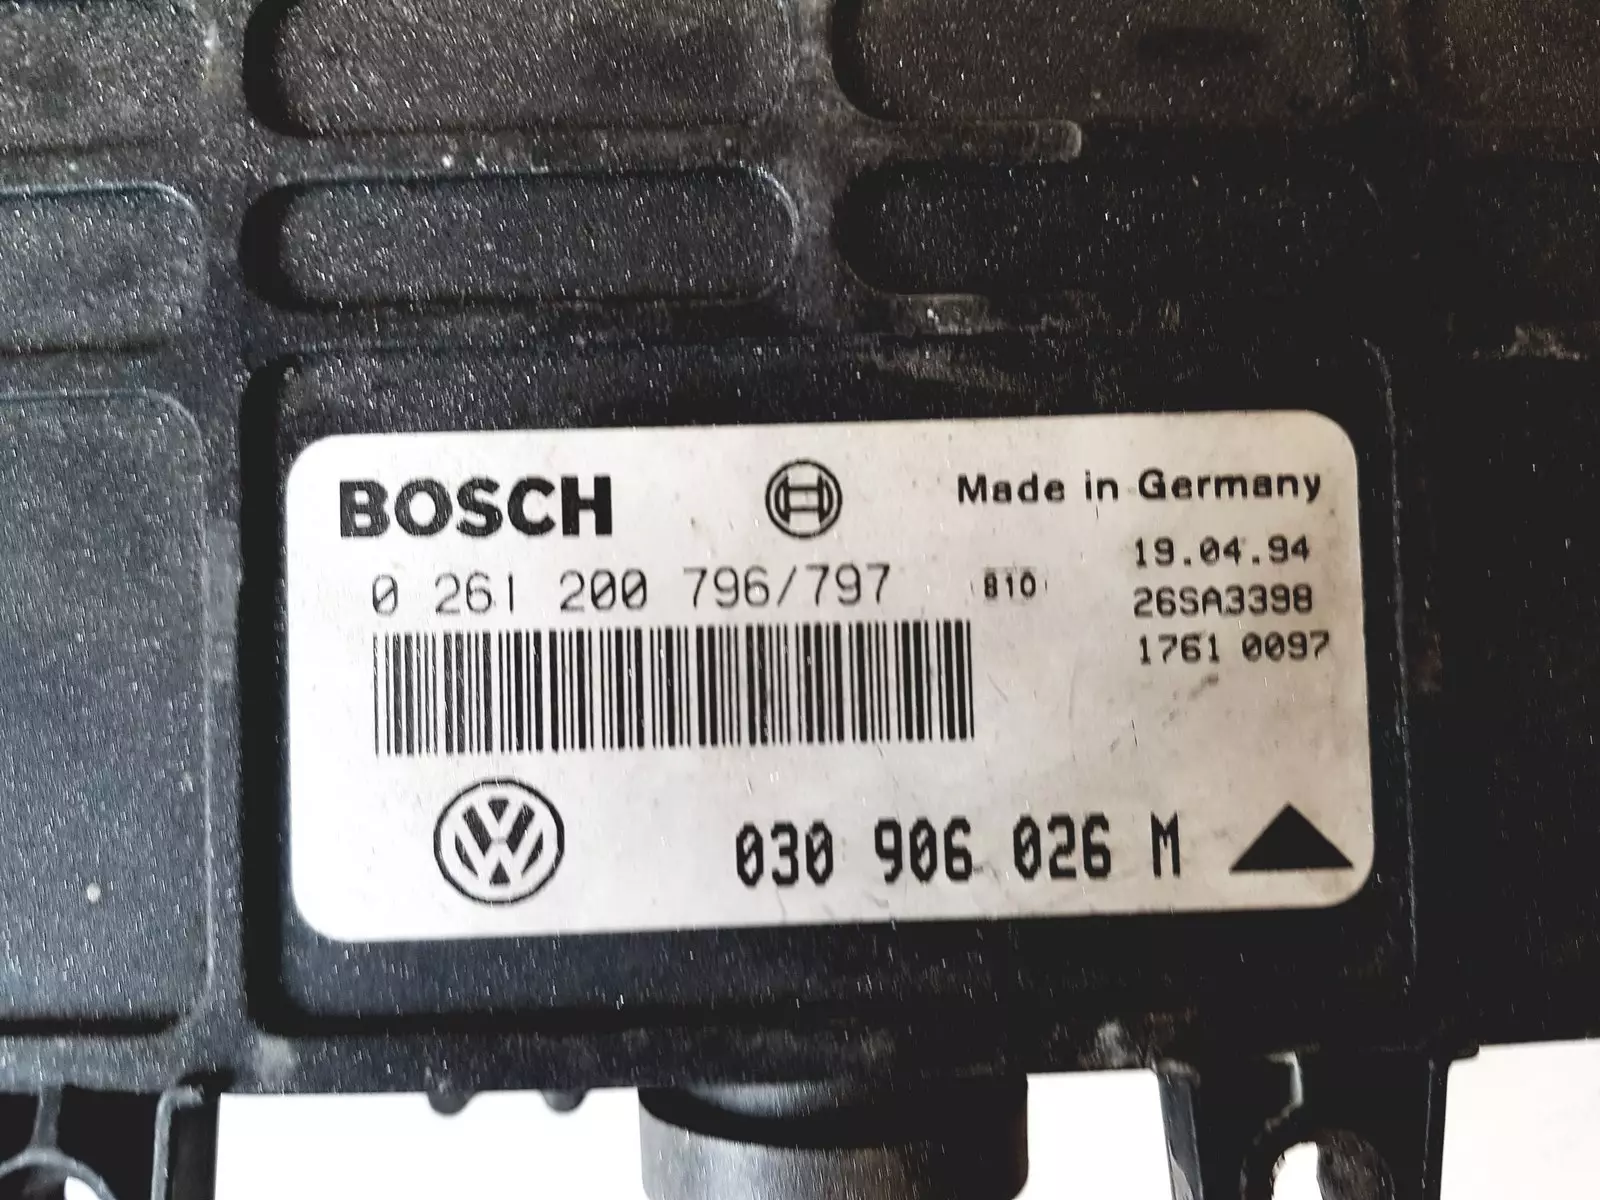 BOSCH
Made in Germany
0 261 200 796/797
810
19.04.94
26SA3398
1761 0097
VW
030 906 026 M